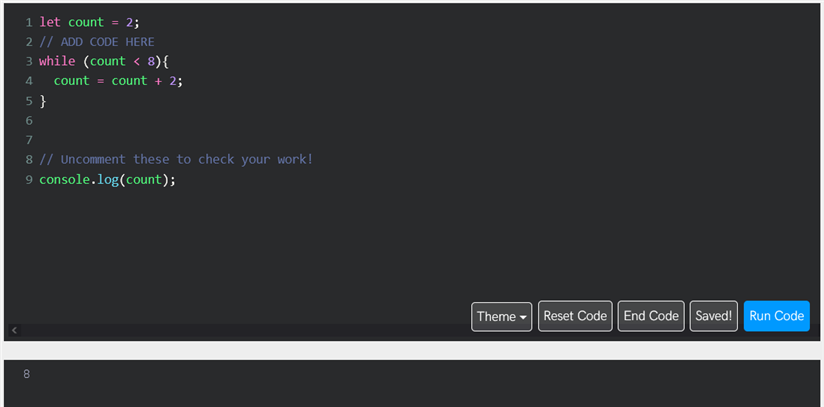 1 let count = 2;
2 // ADD CODE HERE
3 while (count < 8){
4   count = count + 2;
5 }
6
7
8 // Uncomment these to check your work!
9 console.log(count);
Theme Reset Code End Code Saved! Run Code
8